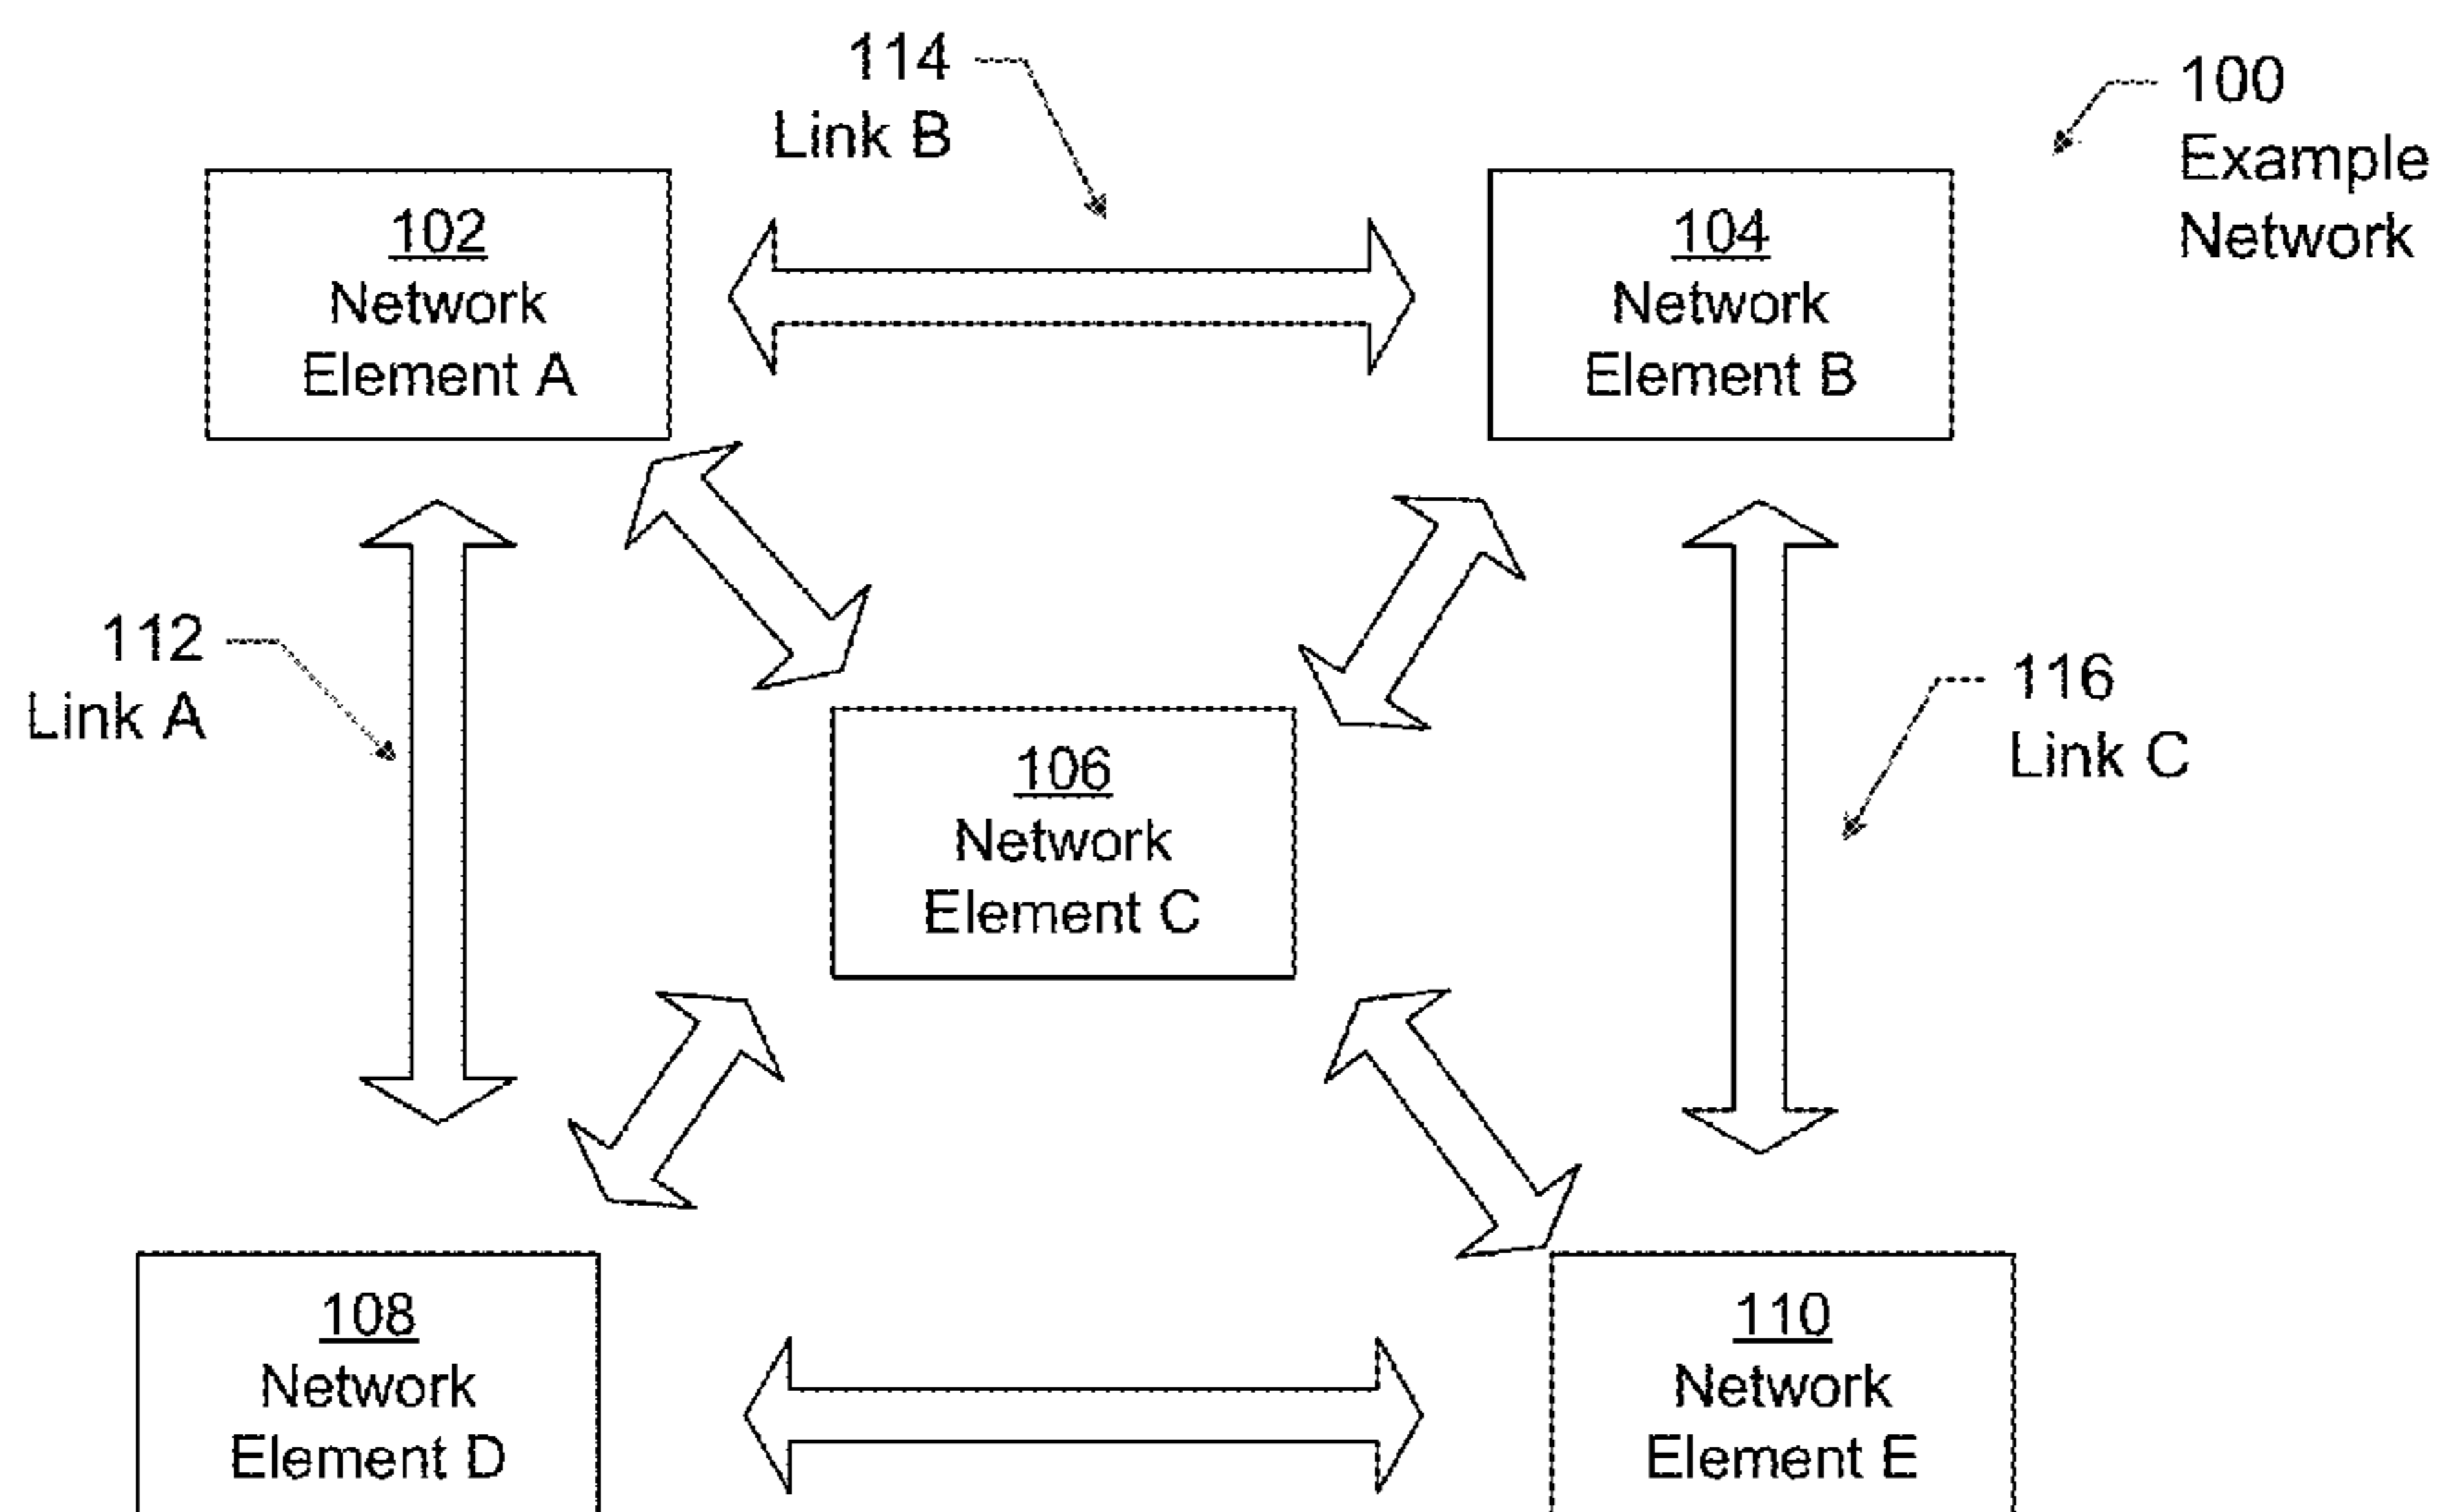 114
Link B
100
Example
Network
102
Network
Element A
104
Network
Element B
112
Link A
116
Link C
106
Network
Element C
108
Network
Element D
110
Network
Element E